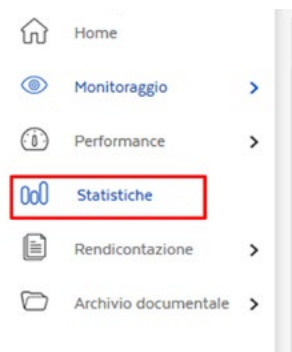 Home
Monitoraggio
Performance
Statistiche
Rendicontazione
Archivio documentale